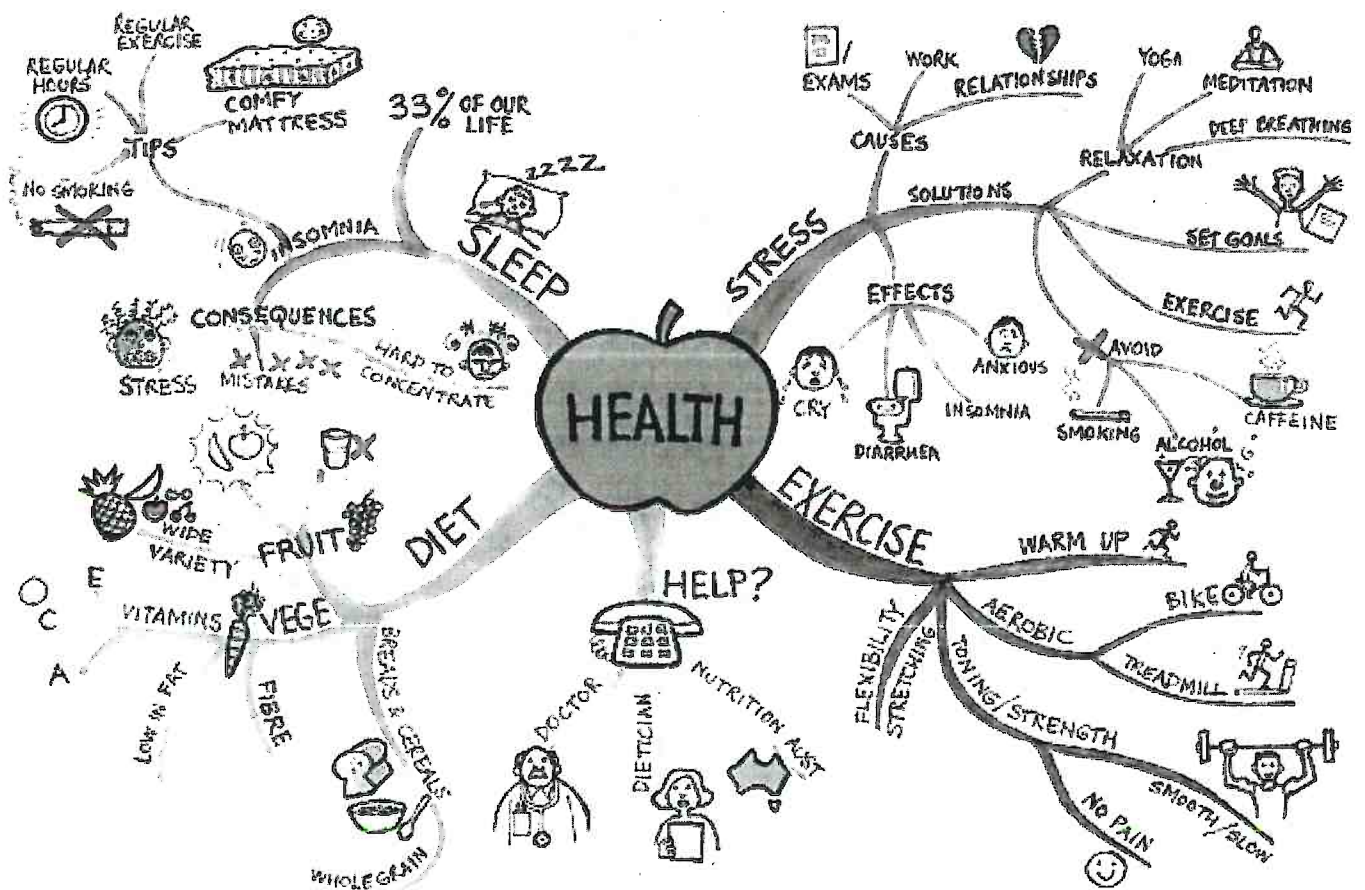 HEALTH
SLEEP
33% OF OUR
LIFE
ZZZZ
INSOMNIA
TIPS
REGULAR
HOURS
REGULAR
EXERCISE
COMFY
MATTRESS
NO SMOKING
CONSEQUENCES
STRESS
MISTAKES
HARD TO
CONCENTRATE
STRESS
CAUSES
EXAMS
WORK
RELATIONSHIPS
SOLUTIONS
RELAXATION
YOGA
MEDITATION
DEEP BREATHING
SET GOALS
EXERCISE
AVOID
SMOKING
ALCOHOL
CAFFEINE
EFFECTS
CRY
DIARRHEA
INSOMNIA
ANXIOUS
EXERCISE
WARM UP
AEROBIC
BIKE
TREADMILL
TONING/STRENGTH
SMOOTH/SLOW
NO PAIN
FLEXIBILITY
STRETCHING
HELP?
DOCTOR
DIETICIAN
NUTRITION AUST
DIET
FRUIT
WIDE
VARIETY
VEGE
VITAMINS
E
C
A
LOW IN FAT
FIBRE
BREADS & CEREALS
WHOLEGRAIN